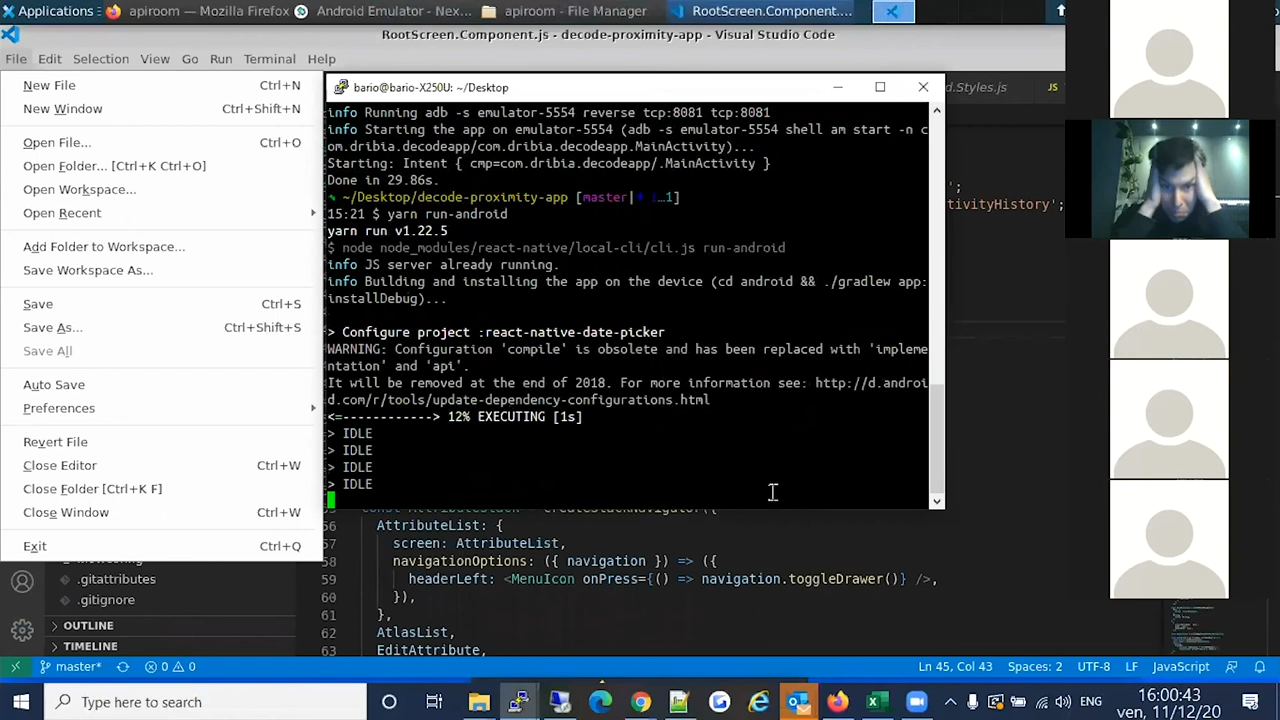 Applications
apiroom — Mozilla Firefox
Android Emulator - Nex...
apiroom - File Manager
RootScreen.Component....
RootScreen.Component.js - decode-proximity-app - Visual Studio Code
File Edit Selection View Go Run Terminal Help
New File Ctrl+N
New Window Ctrl+Shift+N
Open File... Ctrl+O
Open Folder... [Ctrl+K Ctrl+O]
Open Workspace...
Open Recent
Add Folder to Workspace...
Save Workspace As...
Save Ctrl+S
Save As... Ctrl+Shift+S
Save All
Auto Save
Preferences
Revert File
Close Editor Ctrl+W
Close Folder [Ctrl+K F]
Close Window Ctrl+W
Exit Ctrl+Q
.gitattributes
.gitignore
OUTLINE
TIMELINE
bario@bario-X250U: ~/Desktop
info Running adb -s emulator-5554 reverse tcp:8081 tcp:8081
info Starting the app on emulator-5554 (adb -s emulator-5554 shell am start -n c
om.dribia.decodeapp/com.dribia.decodeapp.MainActivity)...
Starting: Intent { cmp=com.dribia.decodeapp/.MainActivity }
Done in 29.86s.
~/Desktop/decode-proximity-app [master|
15:21 $ yarn run-android
yarn run v1.22.5
$ node node_modules/react-native/local-cli/cli.js run-android
info JS server already running.
info Building and installing the app on the device (cd android && ./gradlew app:
installDebug)...
> Configure project :react-native-date-picker
WARNING: Configuration 'compile' is obsolete and has been replaced with 'impleme
ntation' and 'api'.
It will be removed at the end of 2018. For more information see: http://d.androi
d.com/r/tools/update-dependency-configurations.html
<=------------> 12% EXECUTING [1s]
> IDLE
> IDLE
> IDLE
> IDLE
d.Styles.js
JS
';
tivityHistory';
56 AttributeList: {
57 screen: AttributeList,
58 navigationOptions: ({ navigation }) => ({
59 headerLeft: <MenuIcon onPress={() => navigation.toggleDrawer()} />,
60 }),
61 },
62 AtlasList,
63 EditAttribute,
master*
0 0
Ln 45, Col 43 Spaces: 2 UTF-8 LF JavaScript
Type here to search
ENG
16:00:43
ven, 11/12/20